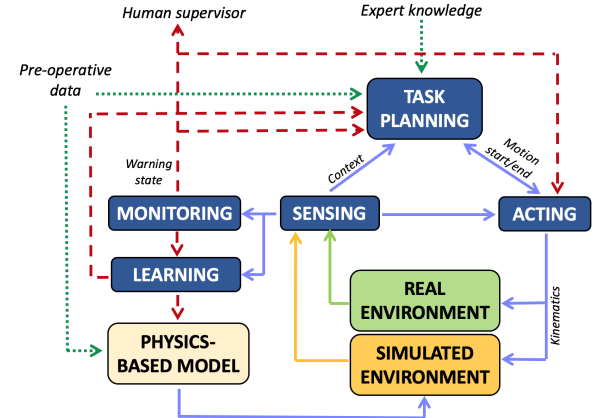 Human supervisor
Expert knowledge
Pre-operative
data
TASK
PLANNING
Warning
state
Context
Motion
start/end
MONITORING
SENSING
ACTING
LEARNING
REAL
ENVIRONMENT
Kinematics
PHYSICS-
BASED MODEL
SIMULATED
ENVIRONMENT